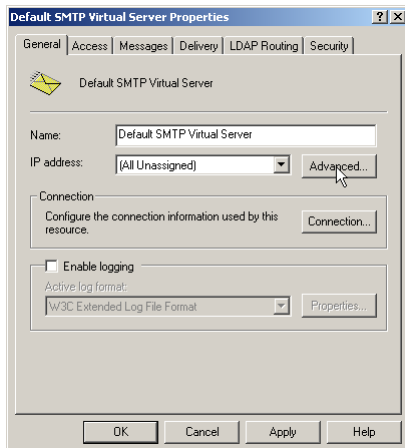 Default SMTP Virtual Server Properties
General Access Messages Delivery LDAP Routing Security
Default SMTP Virtual Server
Name: Default SMTP Virtual Server
IP address: (All Unassigned) Advanced...
Connection
Configure the connection information used by this
resource.
Connection...
Enable logging
Active log format:
W3C Extended Log File Format Properties...
OK Cancel Apply Help